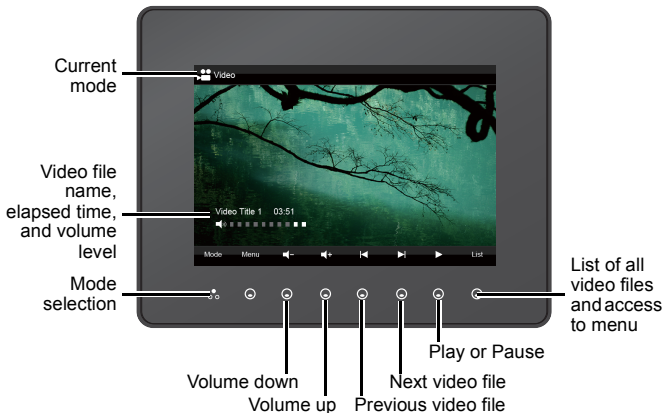 Current
mode
Video
Video file
name,
elapsed time,
and volume
level
Video Title 1 03:51
Mode Menu - + List
Mode
selection
List of all
video files
and access
to menu
Play or Pause
Volume down Next video file
Volume up Previous video file